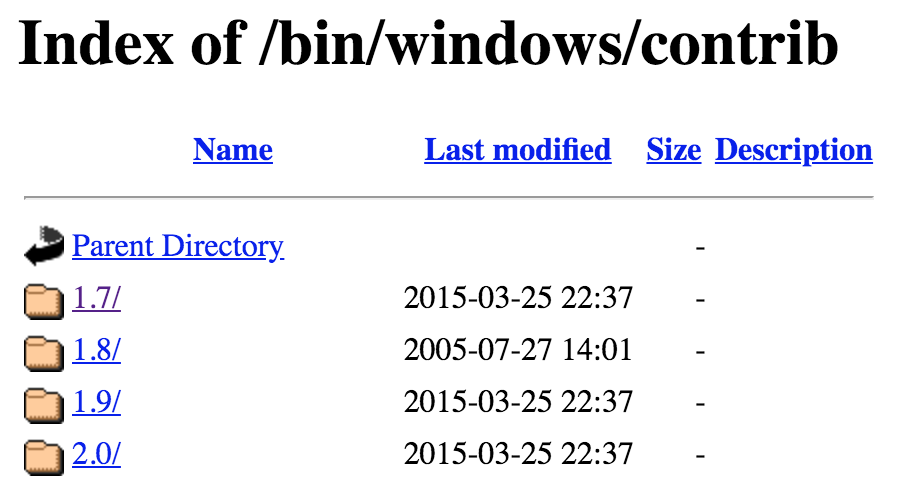 Index of /bin/windows/contrib
Name Last modified Size Description
Parent Directory -
1.7/ 2015-03-25 22:37 -
1.8/ 2005-07-27 14:01 -
1.9/ 2015-03-25 22:37 -
2.0/ 2015-03-25 22:37 -